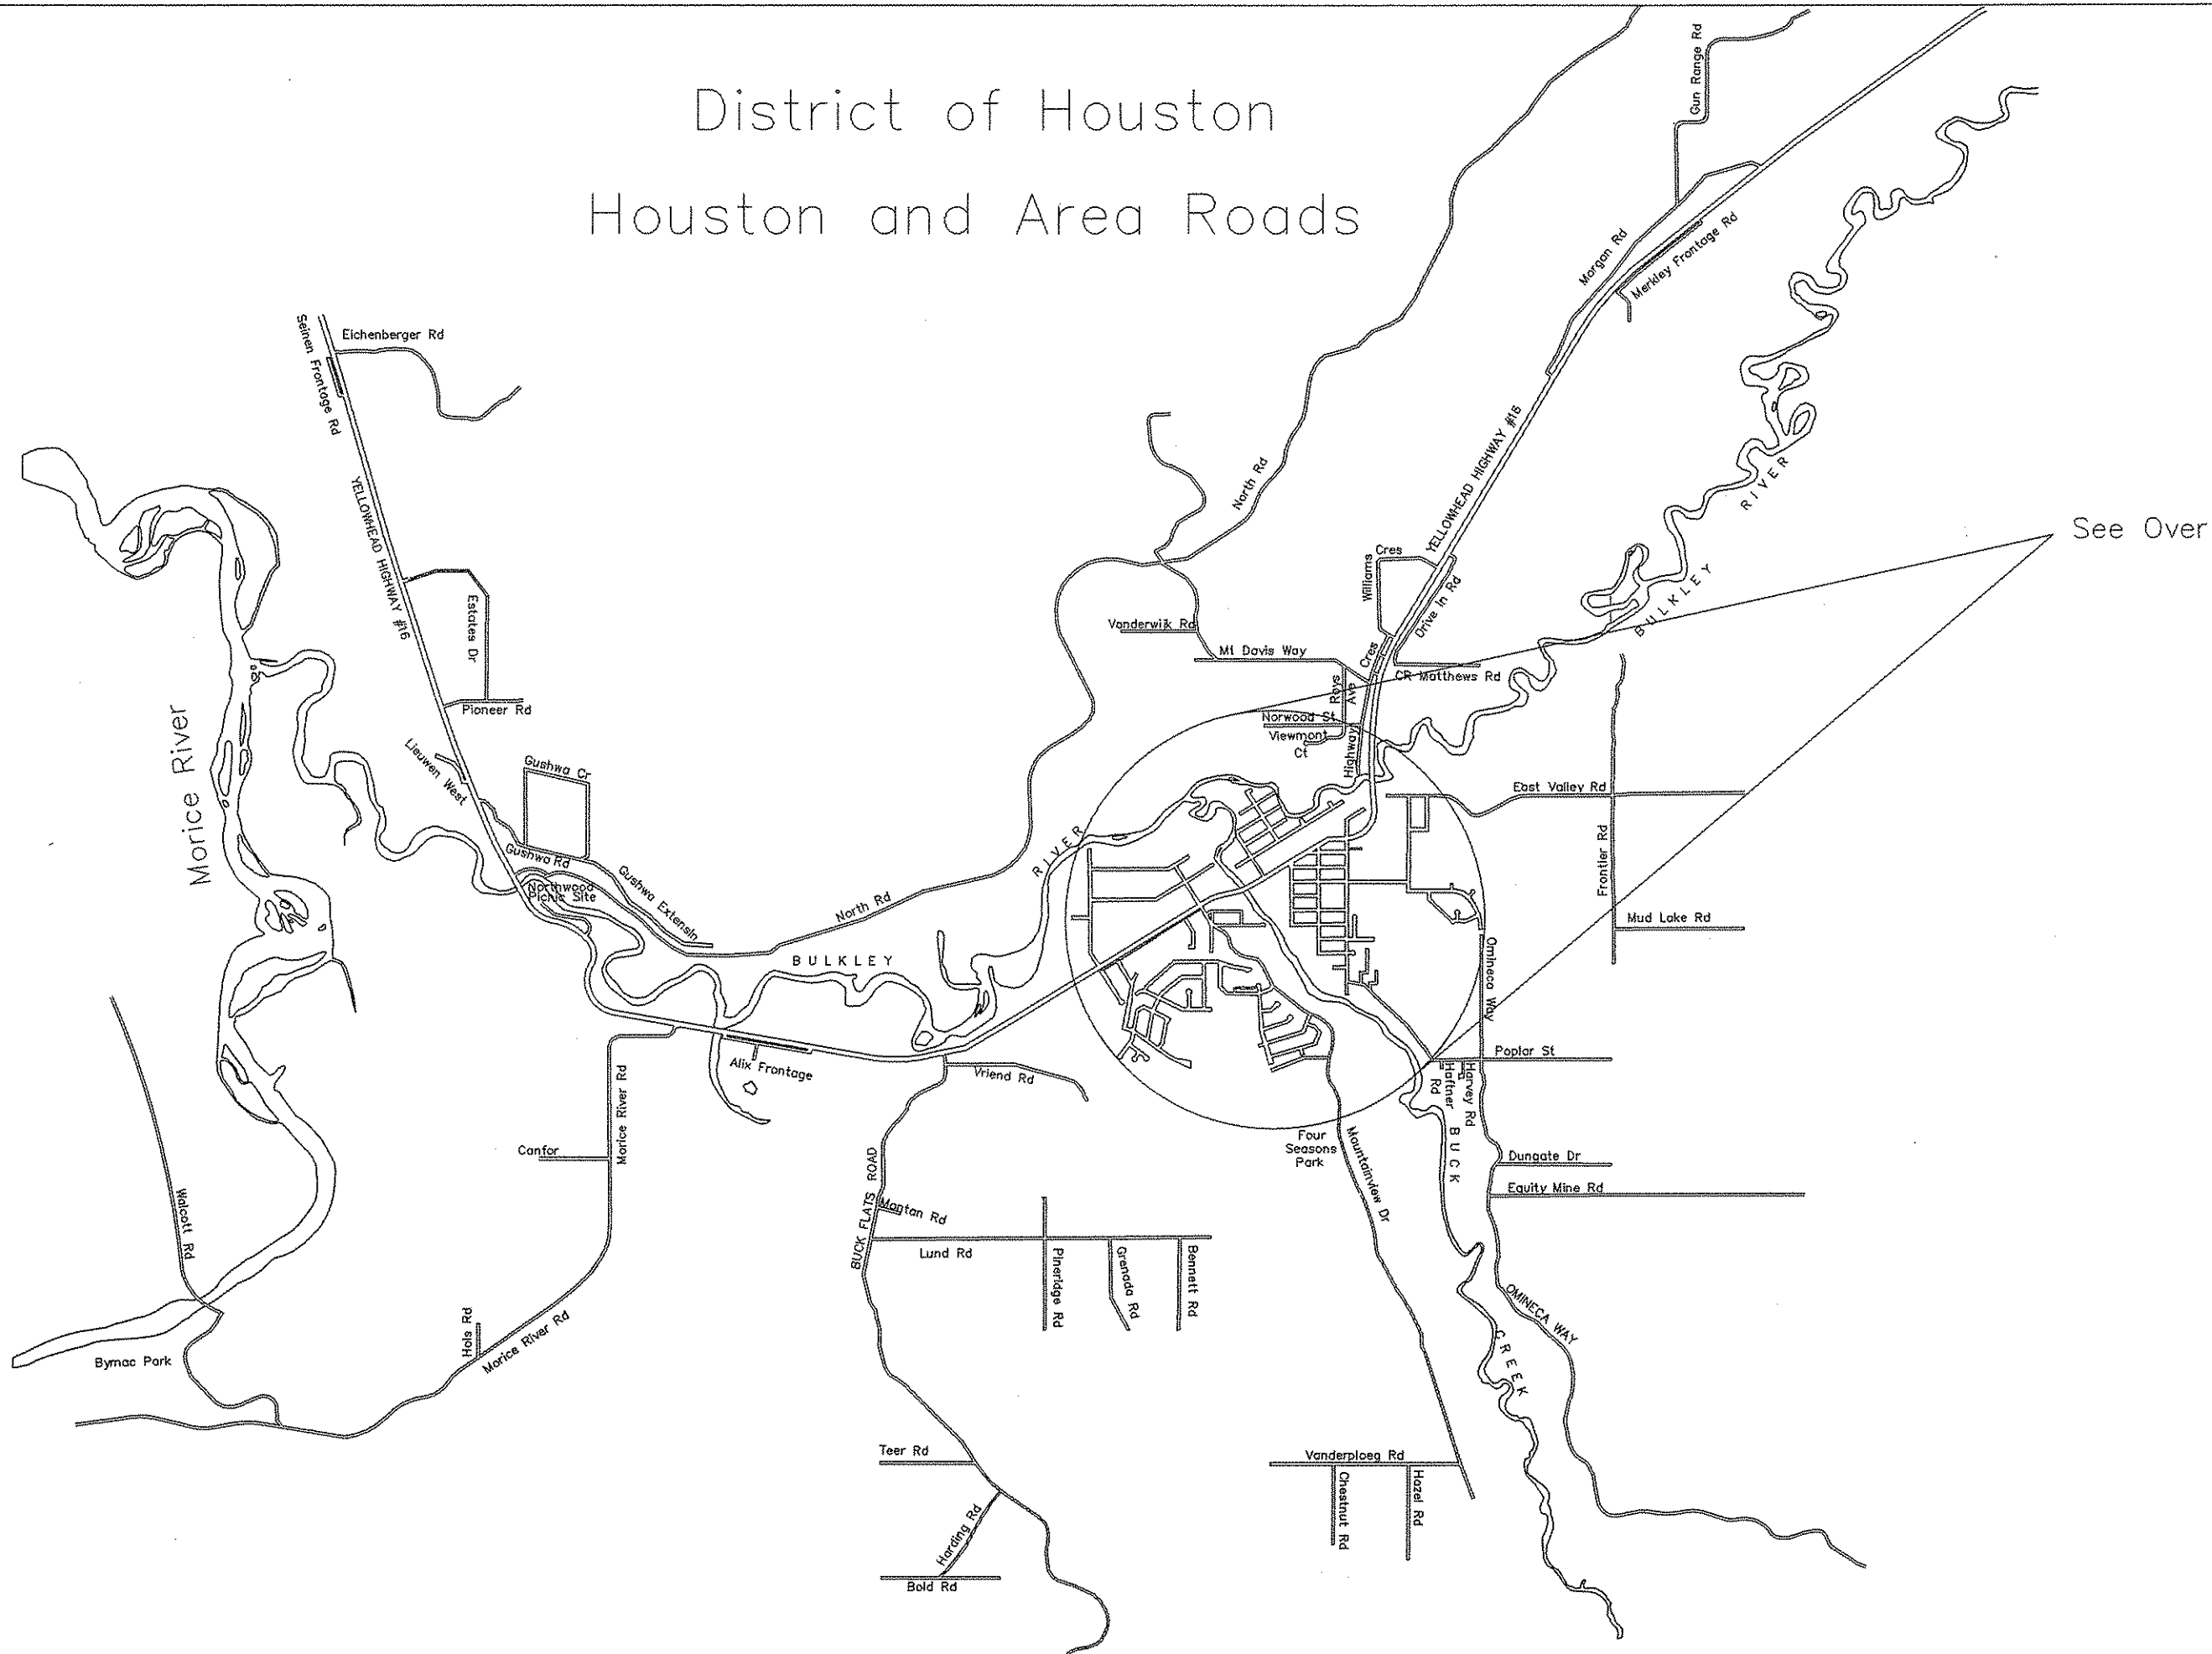 District of Houston
Houston and Area Roads
Gun Range Rd
Morgan Rd
Merkley Frontage Rd
Seinen Frontage Rd
Eichenberger Rd
YELLOWHEAD HIGHWAY #16
YELLOWHEAD HIGHWAY #16
North Rd
RIVER
BULKLEY
See Over
Williams
Cres
Drive In Rd
Estates Dr
Vanderwijk Rd
Mt Davis Way
Cres
CR Matthews Rd
Roys
Ave
Pioneer Rd
Norwood St
Viewmont
Ct
Highway
Morice River
Lieuwen West
Gushwa Cr
East Valley Rd
Frontier Rd
Gushwa Rd
Northwood
Picnic Site
Gushwa Extensin
North Rd
RIVER
BULKLEY
Mud Lake Rd
Omineca Way
Poplar St
Alix Frontage
Vriend Rd
Haftner
Rd
Harvey Rd
Morice River Rd
Canfor
Four
Seasons
Park
Mountainview Dr
BUCK
Dungate Dr
Equity Mine Rd
Walcott Rd
BUCK FLATS ROAD
Mantan Rd
Lund Rd
Pineridge Rd
Grenada Rd
Bennett Rd
Hols Rd
Morice River Rd
Bymac Park
OMINECA WAY
CREEK
Teer Rd
Vanderploeg Rd
Chestnut Rd
Hazel Rd
Harding Rd
Bold Rd